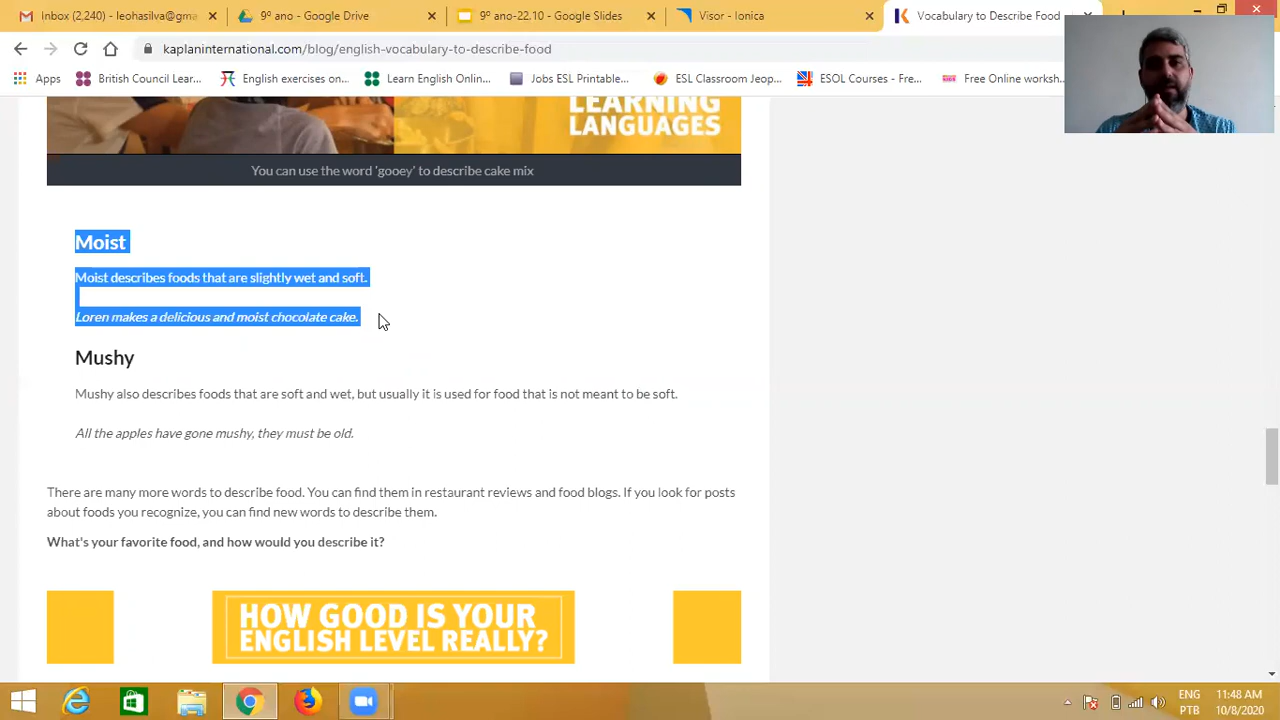 Inbox (2,240) - leohasilva@gma
9º ano - Google Drive
9º ano-22.10 - Google Slides
Visor - Ionica
Vocabulary to Describe Food
kaplaninternational.com/blog/english-vocabulary-to-describe-food
Apps
British Council Lear...
English exercises on...
Learn English Onlin...
Jobs ESL Printable...
ESL Classroom Jeop...
ESOL Courses - Fre...
Free Online worksh...
LEARNING
LANGUAGES
You can use the word 'gooey' to describe cake mix
Moist
Moist describes foods that are slightly wet and soft.
Loren makes a delicious and moist chocolate cake.
Mushy
Mushy also describes foods that are soft and wet, but usually it is used for food that is not meant to be soft.
All the apples have gone mushy, they must be old.
There are many more words to describe food. You can find them in restaurant reviews and food blogs. If you look for posts
about foods you recognize, you can find new words to describe them.
What's your favorite food, and how would you describe it?
HOW GOOD IS YOUR
ENGLISH LEVEL REALLY?
ENG
11:48 AM
PTB
10/8/2020